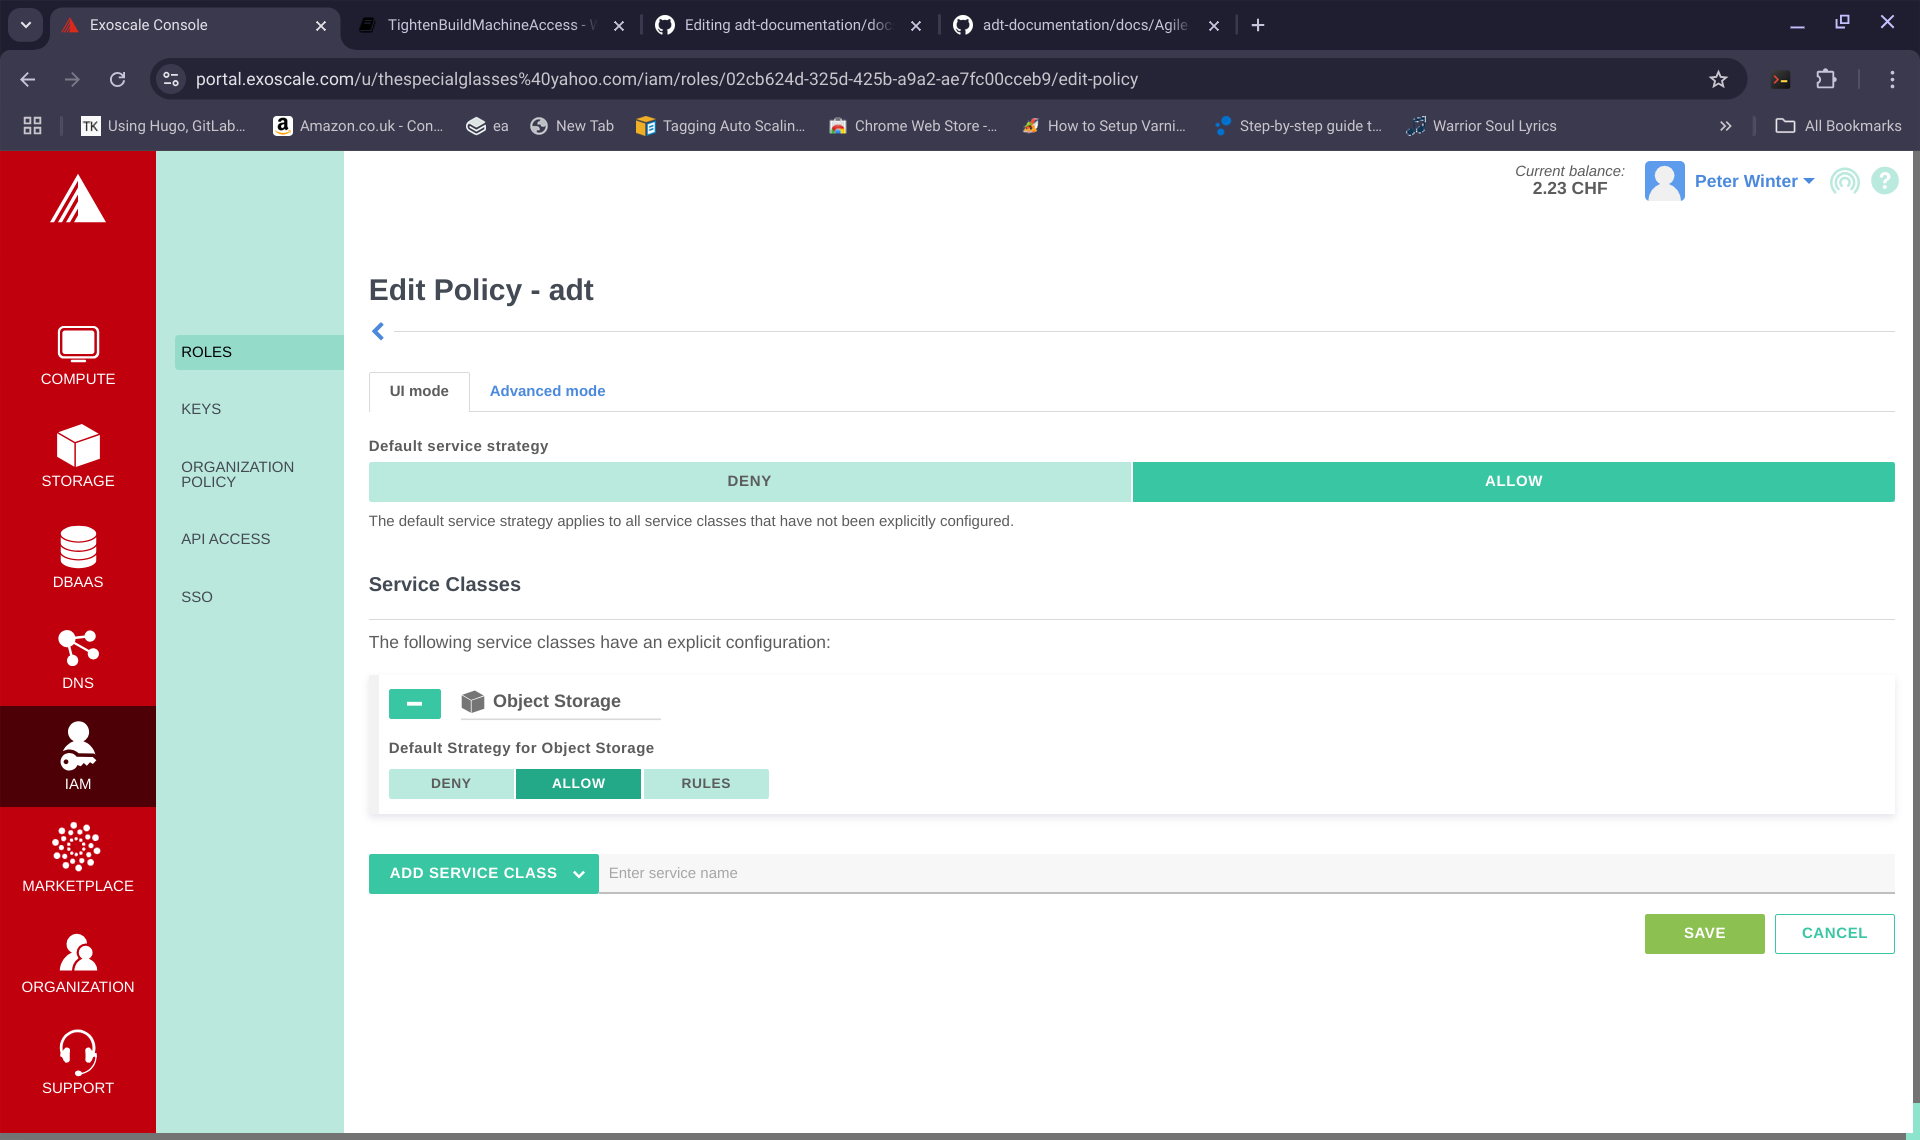 Exoscale Console
TightenBuildMachineAccess - W
Editing adt-documentation/doc
adt-documentation/docs/Agile
portal.exoscale.com/u/thespecialglasses%40yahoo.com/iam/roles/02cb624d-325d-425b-a9a2-ae7fc00cceb9/edit-policy
TK Using Hugo, GitLab...
a Amazon.co.uk - Con...
ea
New Tab
Tagging Auto Scalin...
Chrome Web Store -...
How to Setup Varni...
Step-by-step guide t...
Warrior Soul Lyrics
All Bookmarks
Current balance:
2.23 CHF
Peter Winter
?
COMPUTE
STORAGE
DBAAS
DNS
IAM
MARKETPLACE
ORGANIZATION
SUPPORT
ROLES
KEYS
ORGANIZATION
POLICY
API ACCESS
SSO
Edit Policy - adt
UI mode
Advanced mode
Default service strategy
DENY
ALLOW
The default service strategy applies to all service classes that have not been explicitly configured.
Service Classes
The following service classes have an explicit configuration:
Object Storage
Default Strategy for Object Storage
DENY
ALLOW
RULES
ADD SERVICE CLASS
Enter service name
SAVE
CANCEL